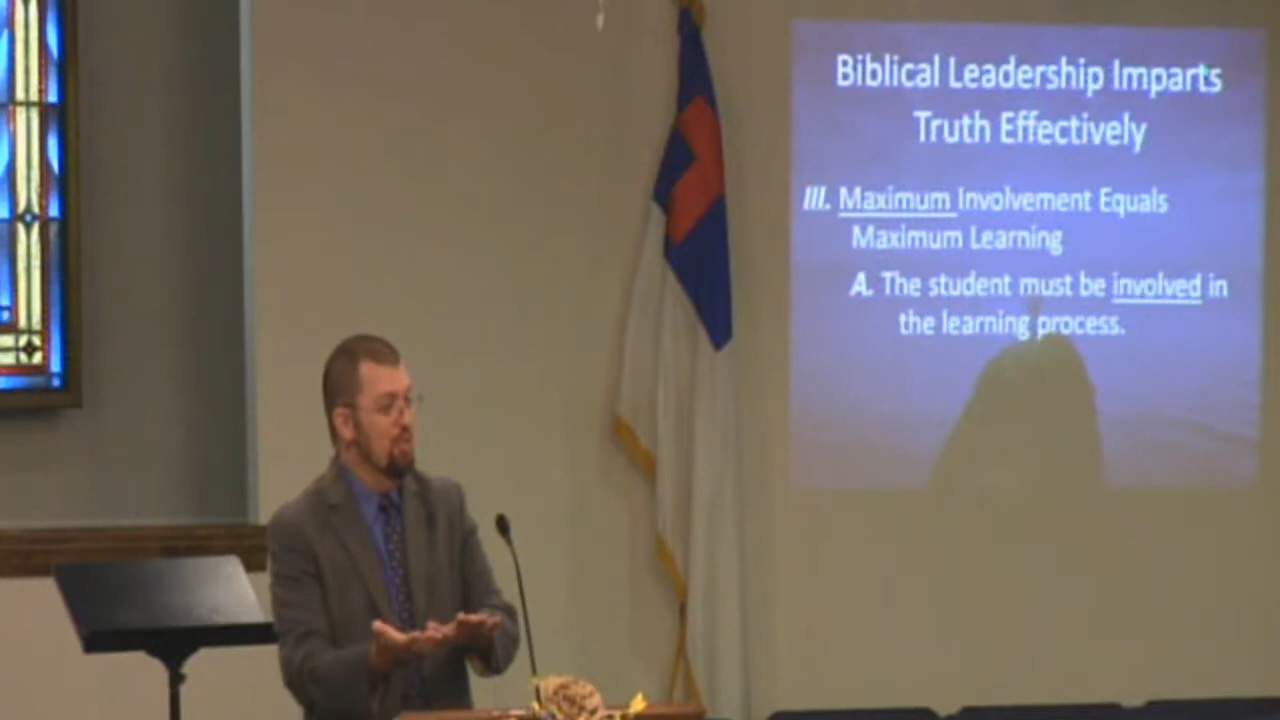 Biblical Leadership Imparts
Truth Effectively
III. Maximum Involvement Equals
Maximum Learning
A. The student must be involved in
the learning process.